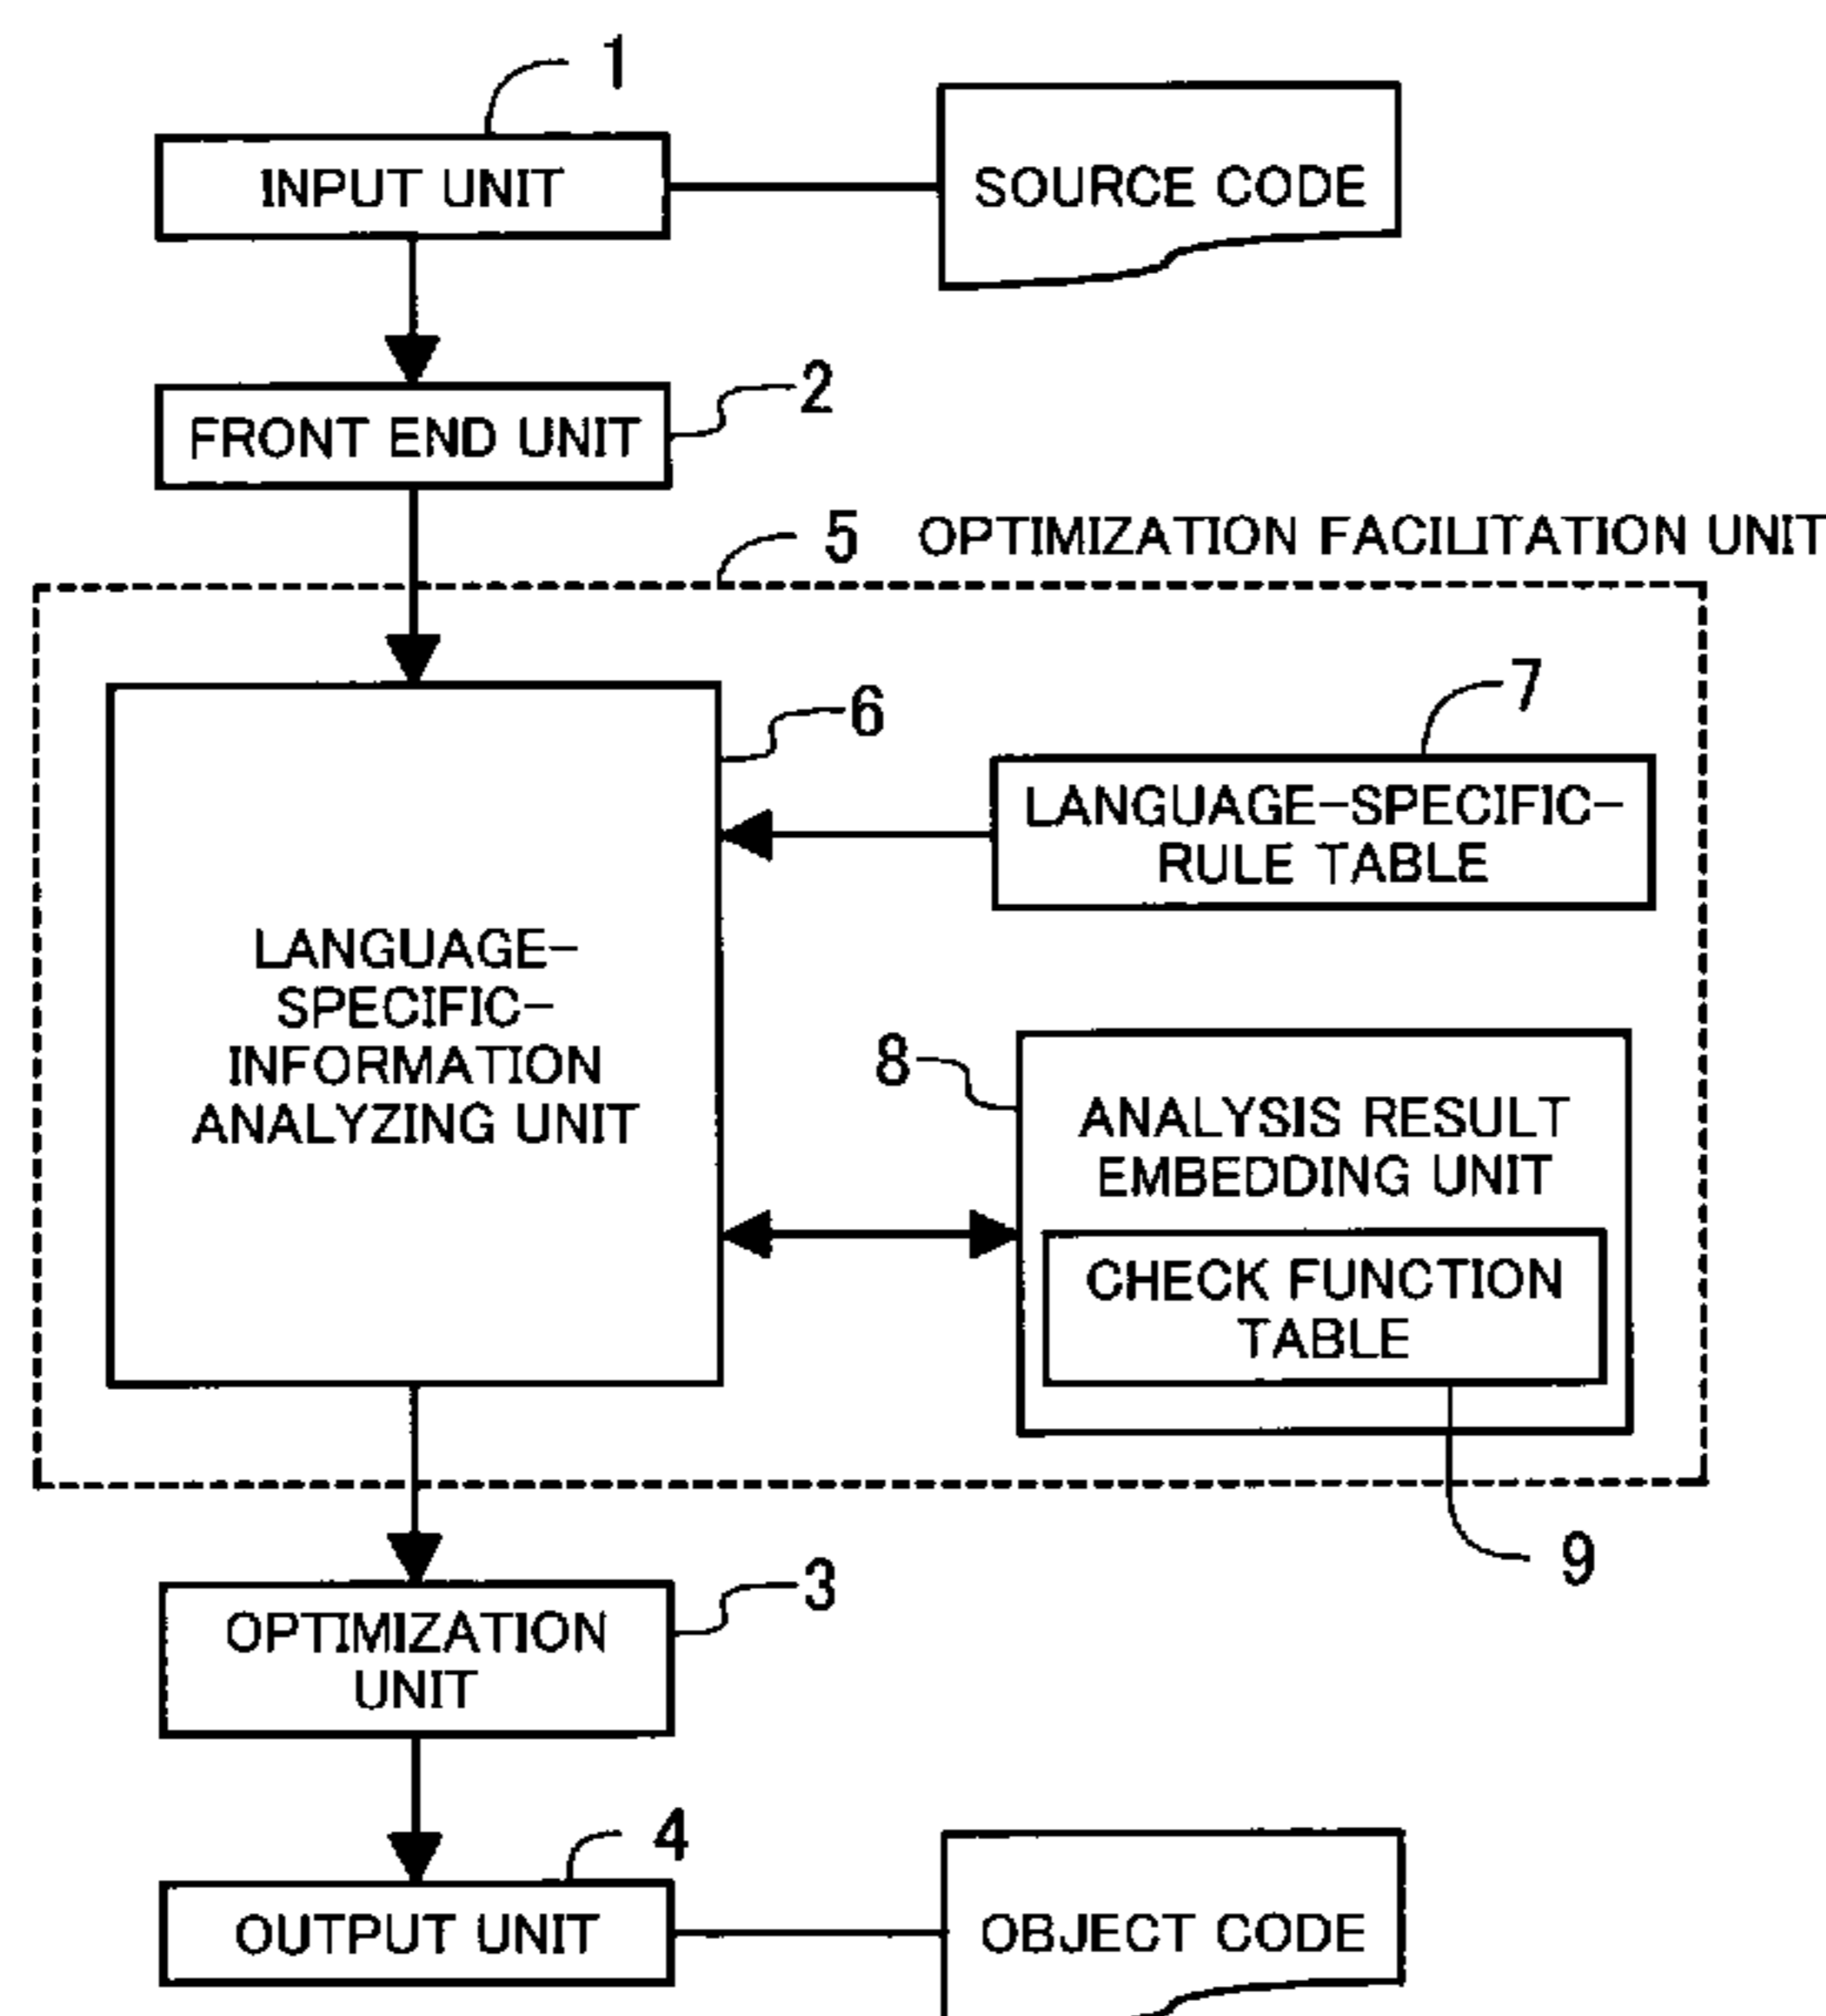 1
INPUT UNIT
SOURCE CODE
2
FRONT END UNIT
5 OPTIMIZATION FACILITATION UNIT
6
7
LANGUAGE-SPECIFIC-
RULE TABLE
LANGUAGE-
SPECIFIC-
INFORMATION
ANALYZING UNIT
8
ANALYSIS RESULT
EMBEDDING UNIT
CHECK FUNCTION
TABLE
9
3
OPTIMIZATION
UNIT
4
OUTPUT UNIT
OBJECT CODE